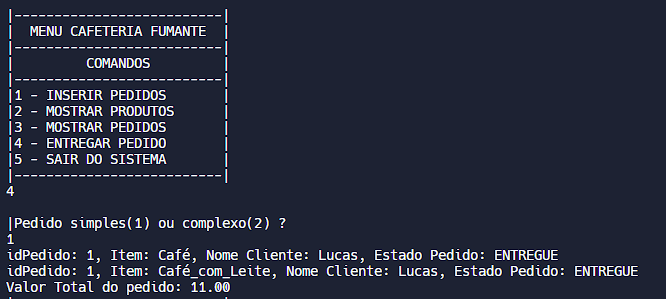 |--------------------------|
|  MENU CAFETERIA FUMANTE  |
|--------------------------|
|         COMANDOS         |
|--------------------------|
|1 - INSERIR PEDIDOS       |
|2 - MOSTRAR PRODUTOS      |
|3 - MOSTRAR PEDIDOS       |
|4 - ENTREGAR PEDIDO       |
|5 - SAIR DO SISTEMA       |
|--------------------------|
4
|Pedido simples(1) ou complexo(2) ?
1
idPedido: 1, Item: Café, Nome Cliente: Lucas, Estado Pedido: ENTREGUE
idPedido: 1, Item: Café_com_Leite, Nome Cliente: Lucas, Estado Pedido: ENTREGUE
Valor Total do pedido: 11.00